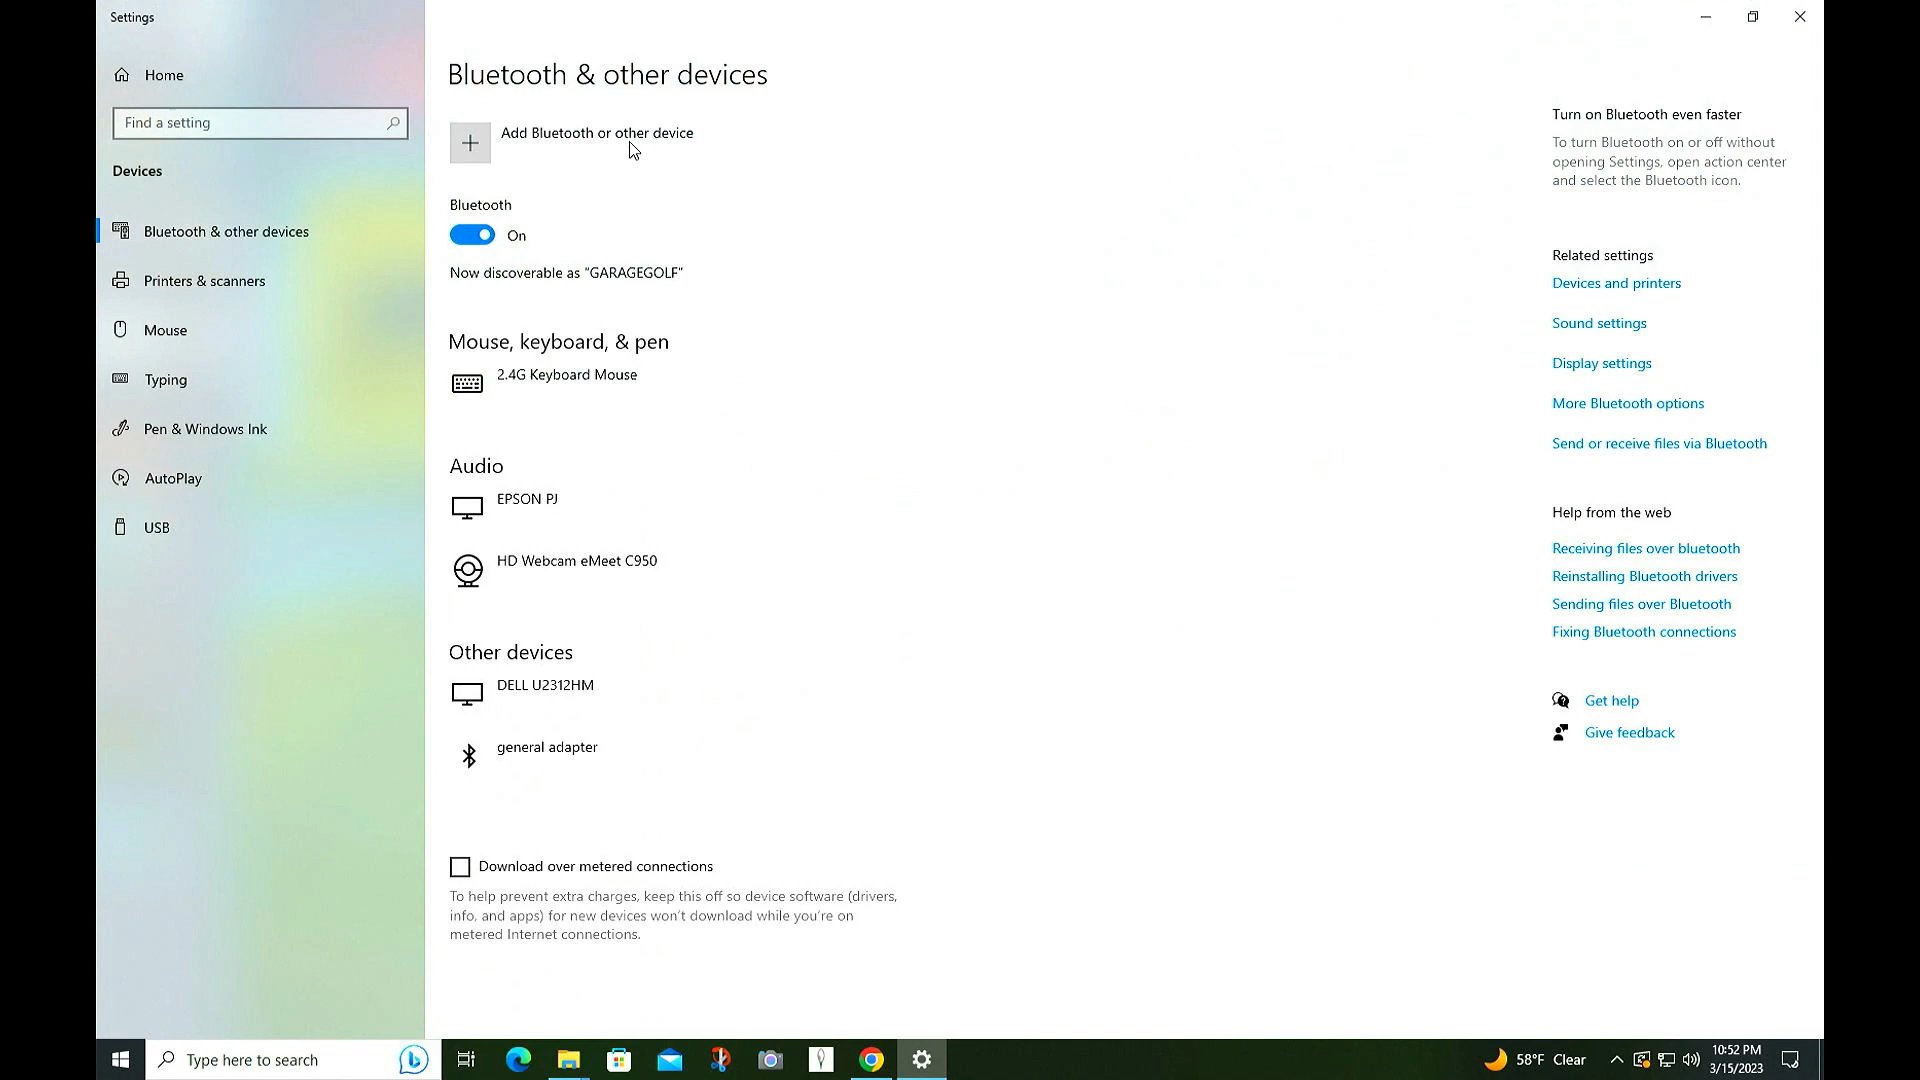 Settings
Home
Find a setting
Devices
Bluetooth & other devices
Printers & scanners
Mouse
Typing
Pen & Windows Ink
AutoPlay
USB
Bluetooth & other devices
Add Bluetooth or other device
Bluetooth
On
Now discoverable as "GARAGEGOLF"
Mouse, keyboard, & pen
2.4G Keyboard Mouse
Audio
EPSON PJ
HD Webcam eMeet C950
Other devices
DELL U2312HM
general adapter
Download over metered connections
To help prevent extra charges, keep this off so device software (drivers,
info, and apps) for new devices won't download while you're on
metered Internet connections.
Turn on Bluetooth even faster
To turn Bluetooth on or off without
opening Settings, open action center
and select the Bluetooth icon.
Related settings
Devices and printers
Sound settings
Display settings
More Bluetooth options
Send or receive files via Bluetooth
Help from the web
Receiving files over bluetooth
Reinstalling Bluetooth drivers
Sending files over Bluetooth
Fixing Bluetooth connections
Get help
Give feedback
Type here to search
58°F Clear
10:52 PM
3/15/2023